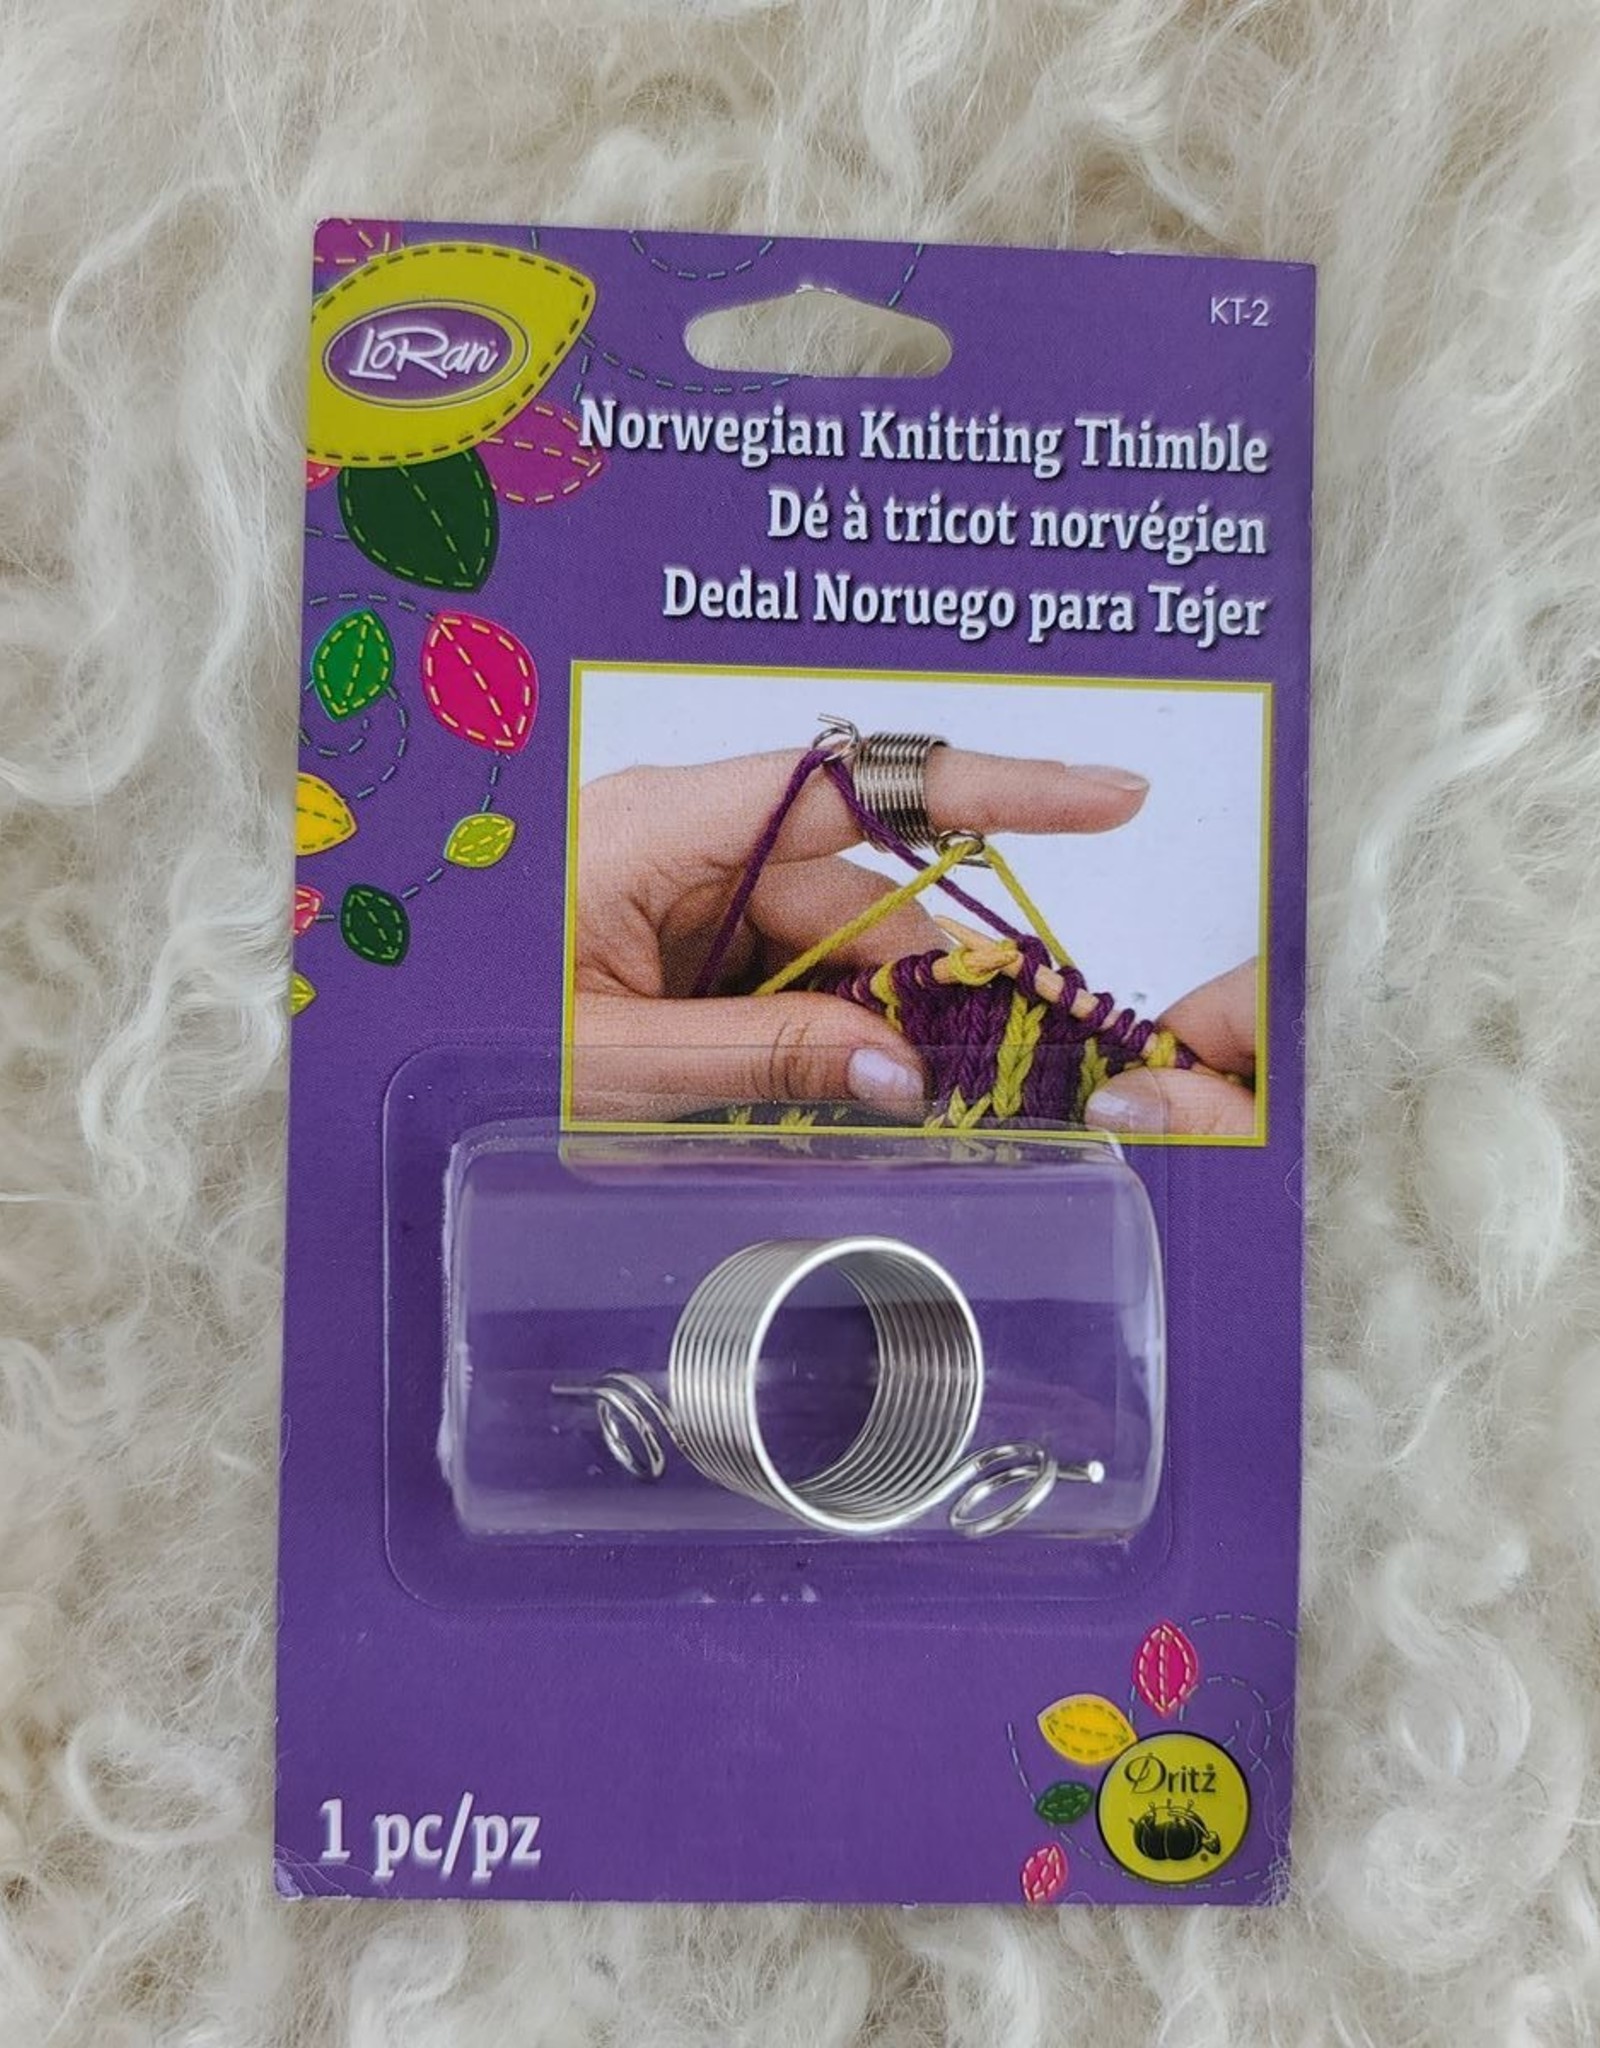 LoRan
KT-2
Norwegian Knitting Thimble
Dé à tricot norvégien
Dedal Noruego para Tejer
1 pc/pz
Dritz